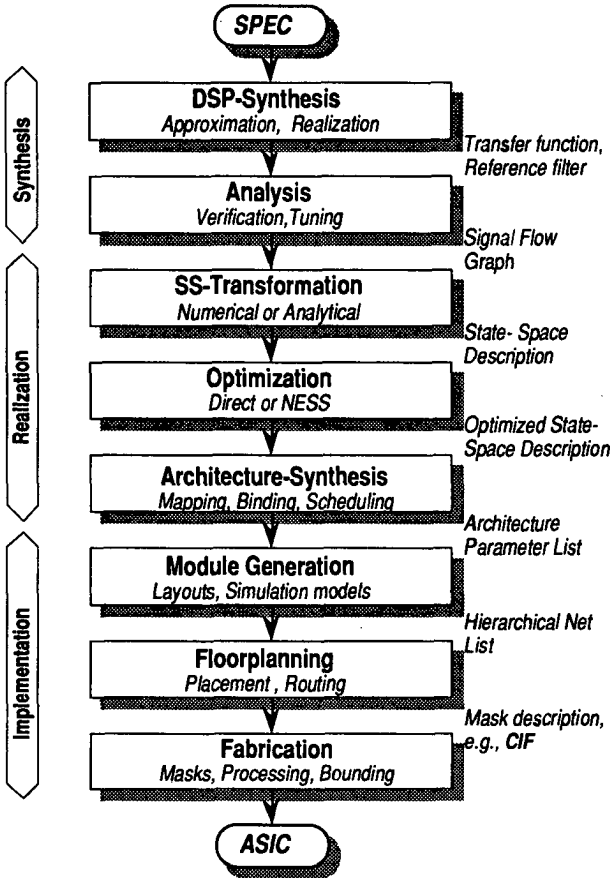 SPEC
DSP-Synthesis
Approximation, Realization
Transfer function,
Reference filter
Analysis
Verification,Tuning
Signal Flow
Graph
Synthesis
SS-Transformation
Numerical or Analytical
State- Space
Description
Optimization
Direct or NESS
Optimized State-
Space Description
Architecture-Synthesis
Mapping, Binding, Scheduling
Architecture
Parameter List
Realization
Module Generation
Layouts, Simulation models
Hierarchical Net
List
Floorplanning
Placement , Routing
Mask description,
e.g., CIF
Fabrication
Masks, Processing, Bounding
Implementation
ASIC